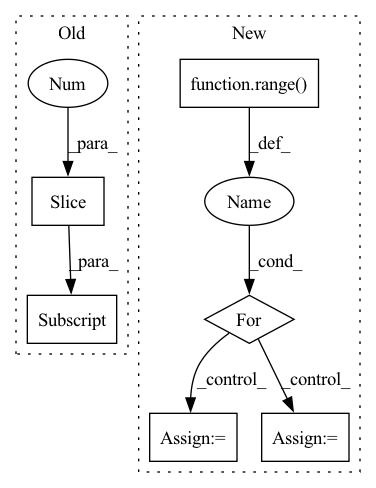 Old
New
Num
function.range()
_para_
_def_
Slice
Name
_para_
_cond_
Subscript
For
_control_
_control_
Assign:=
Assign:=